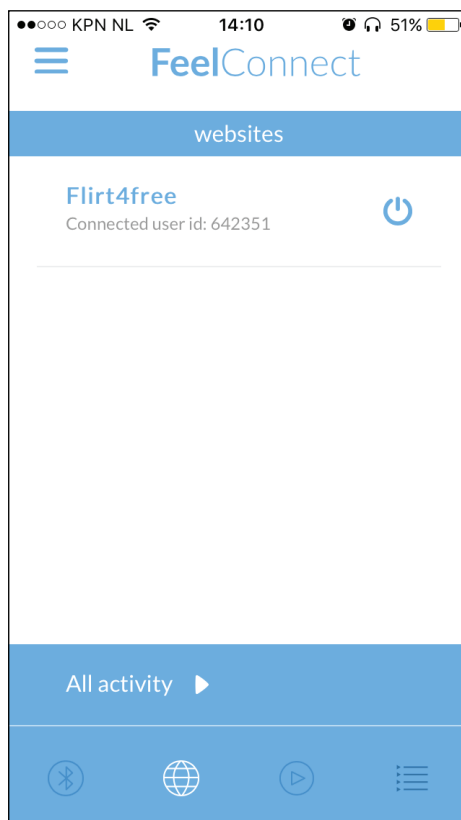 KPN NL 14:10 51%
FeelConnect
websites
Flirt4free
Connected user id: 642351
All activity